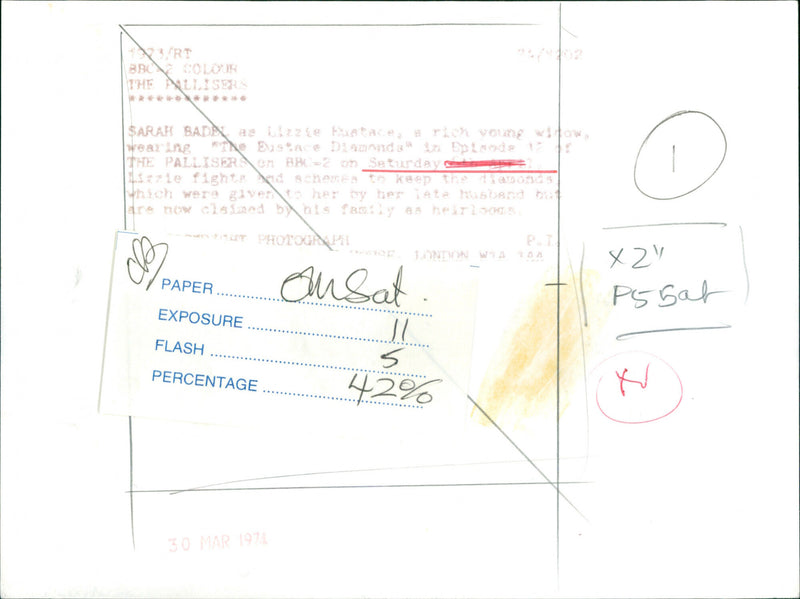 1973/RT
BBC-2 COLOUR
THE PALLISERS
*************
SARAH BADEL as Lizzie Eustace, a rich young widow,
wearing "The Eustace Diamonds" in Episode 12 of
THE PALLISERS on BBC-2 on Saturday
Lizzie fights and schemes to keep the diamonds,
which were given to her by her late husband but
are now claimed by his family as heirlooms.
PHOTOGRAPH P.T.
LONDON W1A 1AA
1
x 2"
P5 Sat
PAPER Sat.
EXPOSURE 11
FLASH 5
PERCENTAGE 42%
30 MAR 1974